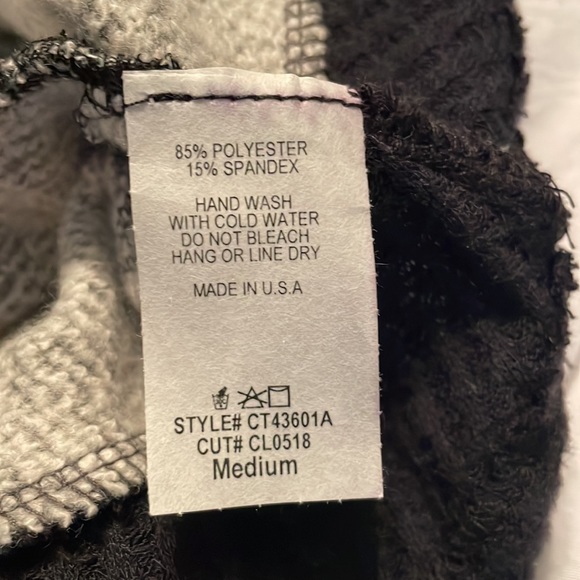 85% POLYESTER
15% SPANDEX
HAND WASH
WITH COLD WATER
DO NOT BLEACH
HANG OR LINE DRY
MADE IN U.S.A
STYLE# CT43601A
CUT# CL0518
Medium